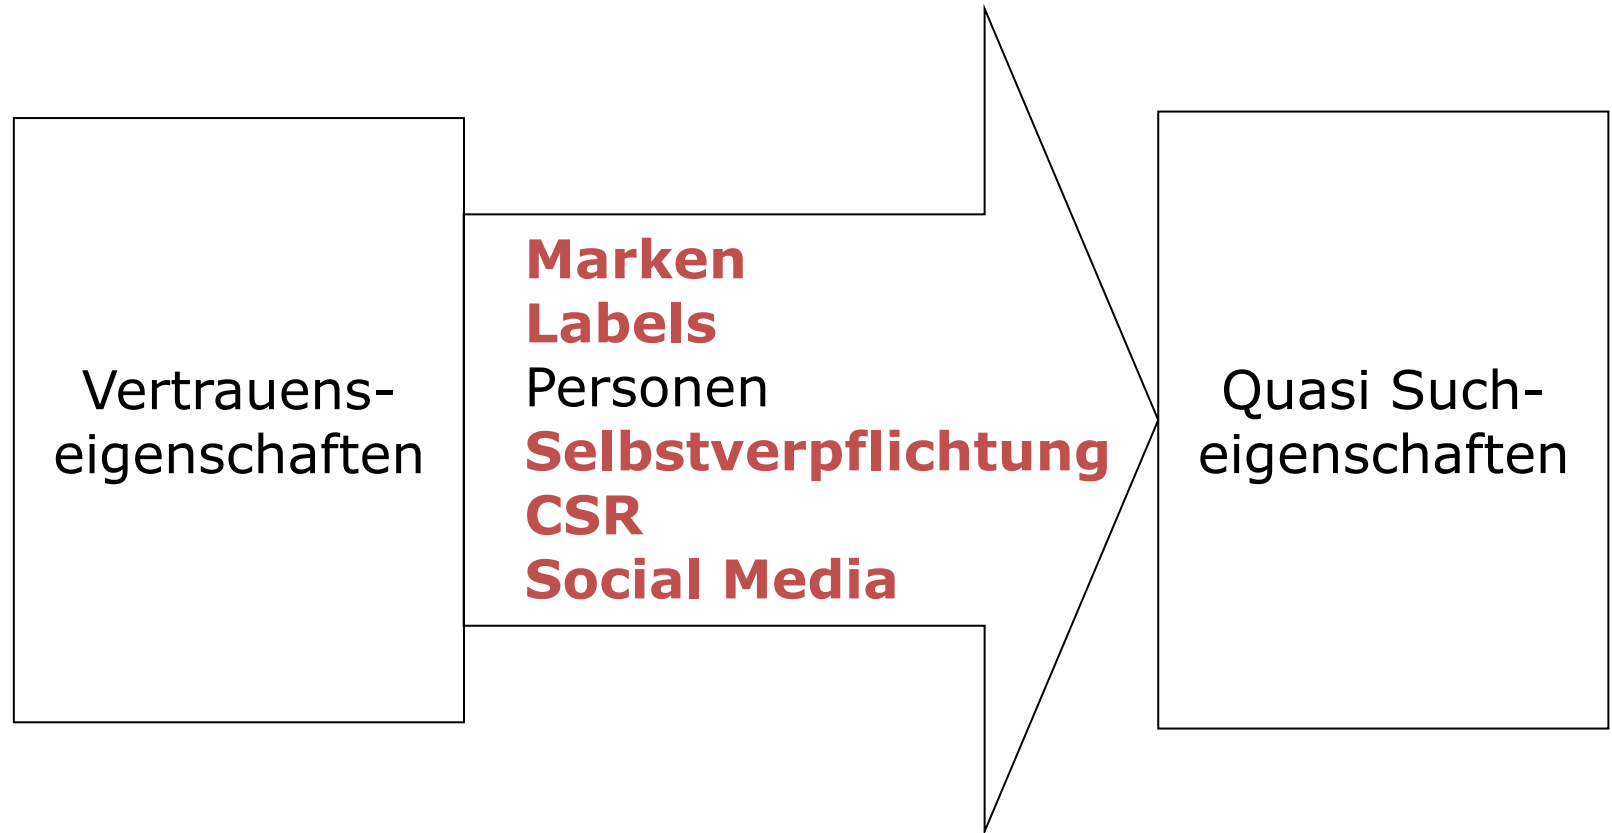 Vertrauens-
eigenschaften
Marken
Labels
Personen
Selbstverpflichtung
CSR
Social Media
Quasi Such-
eigenschaften